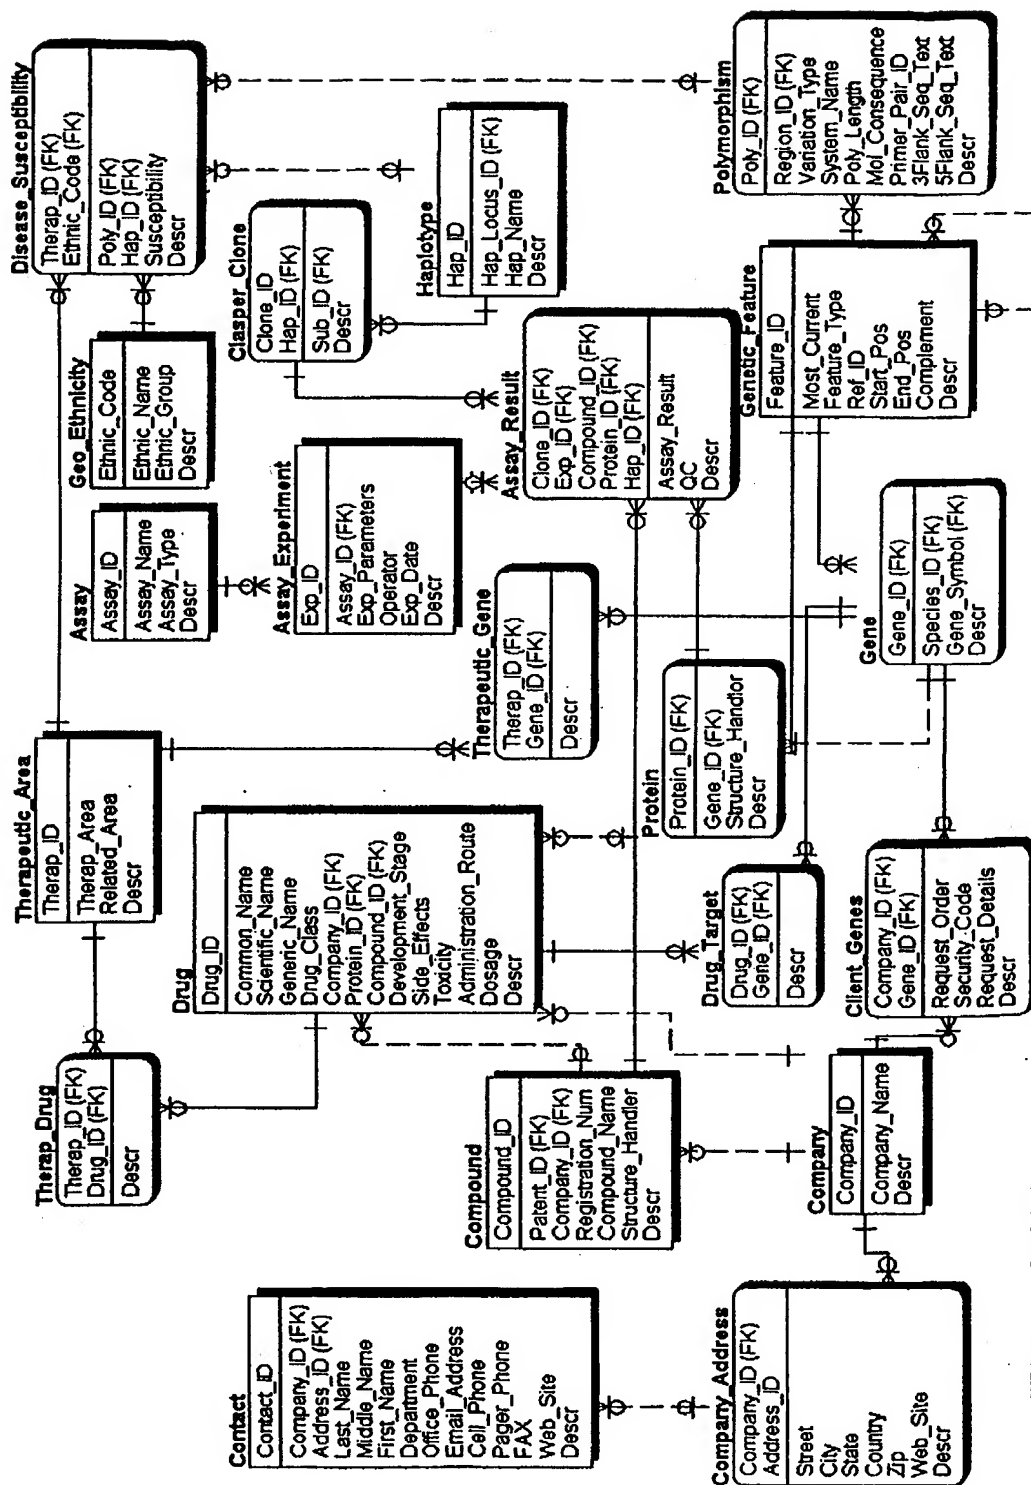 Contact
Contact_ID
Company_ID (FK)
Address_ID (FK)
Last_Name
Middle_Name
First_Name
Department
Office_Phone
Email_Address
Cell_Phone
Pager_Phone
FAX
Web_Site
Descr
Company_Address
Company_ID (FK)
Address_ID
Street
City
State
Country
Zip
Web_Site
Descr
Therap_Drug
Therap_ID (FK)
Drug_ID (FK)
Descr
Compound
Compound_ID
Patent_ID (FK)
Company_ID (FK)
Registration_Num
Compound_Name
Structure_Handler
Descr
Company
Company_ID
Company_Name
Descr
Therapeutic_Area
Therap_ID
Therap_Area
Related_Area
Descr
Drug
Drug_ID
Common_Name
Scientific_Name
Generic_Name
Drug_Class
Company_ID (FK)
Protein_ID (FK)
Compound_ID (FK)
Development_Stage
Side_Effects
Toxicity
Administration_Route
Dosage
Descr
Drug_Target
Drug_ID (FK)
Gene_ID (FK)
Descr
Client_Genes
Company_ID (FK)
Gene_ID (FK)
Request_Order
Security_Code
Request_Details
Descr
Assay
Assay_ID
Assay_Name
Assay_Type
Descr
Assay_Experiment
Exp_ID
Assay_ID (FK)
Exp_Parameters
Operator
Exp_Date
Descr
Therapeutic_Gene
Therap_ID (FK)
Gene_ID (FK)
Descr
Protein
Protein_ID (FK)
Gene_ID (FK)
Structure_Handlor
Descr
Gene
Gene_ID (FK)
Species_ID (FK)
Gene_Symbol (FK)
Descr
Geo_Ethnicity
Ethnic_Code
Ethnic_Name
Ethnic_Group
Descr
Disease_Susceptibility
Therap_ID (FK)
Ethnic_Code (FK)
Poly_ID (FK)
Hap_ID (FK)
Susceptibility
Descr
Clasper_Clone
Clone_ID
Hap_ID (FK)
Sub_ID (FK)
Descr
Haplotype
Hap_ID
Hap_Locus_ID (FK)
Hap_Name
Descr
Assay_Result
Clone_ID (FK)
Exp_ID (FK)
Compound_ID (FK)
Protein_ID (FK)
Hap_ID (FK)
Assay_Result
QC
Descr
Genetic_Feature
Feature_ID
Most_Current
Feature_Type
Ref_ID
Start_Pos
End_Pos
Complement
Descr
Polymorphism
Poly_ID (FK)
Region_ID (FK)
Variation_Type
System_Name
Poly_Length
Mol_Consequence
Primer_Pair_ID
3Flank_Seq_Text
5Flank_Seq_Text
Descr